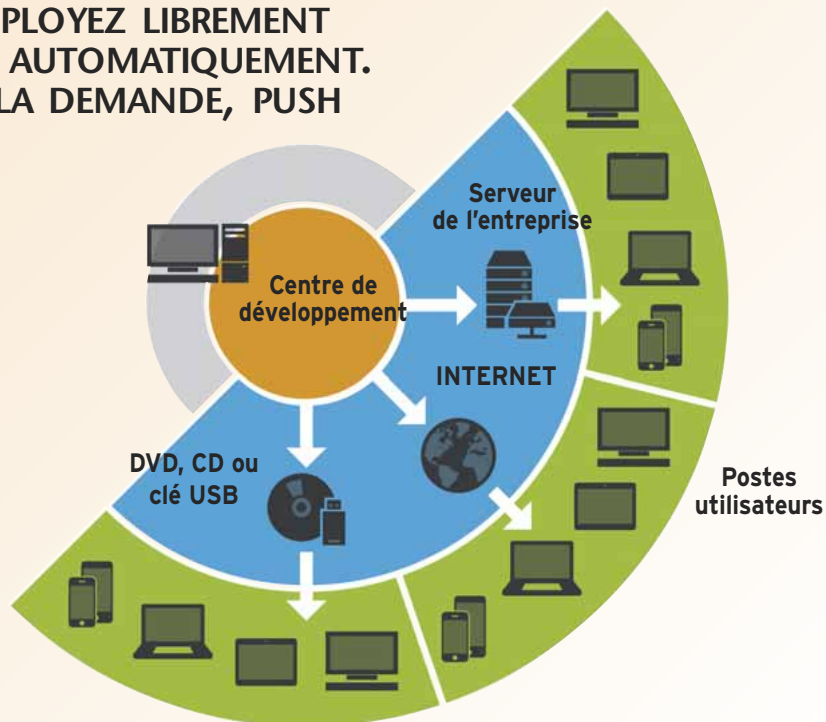 PLOYEZ LIBREMENT
AUTOMATIQUEMENT.
LA DEMANDE, PUSH
Serveur
de l'entreprise
Centre de
développement
INTERNET
DVD, CD ou
clé USB
Postes
utilisateurs